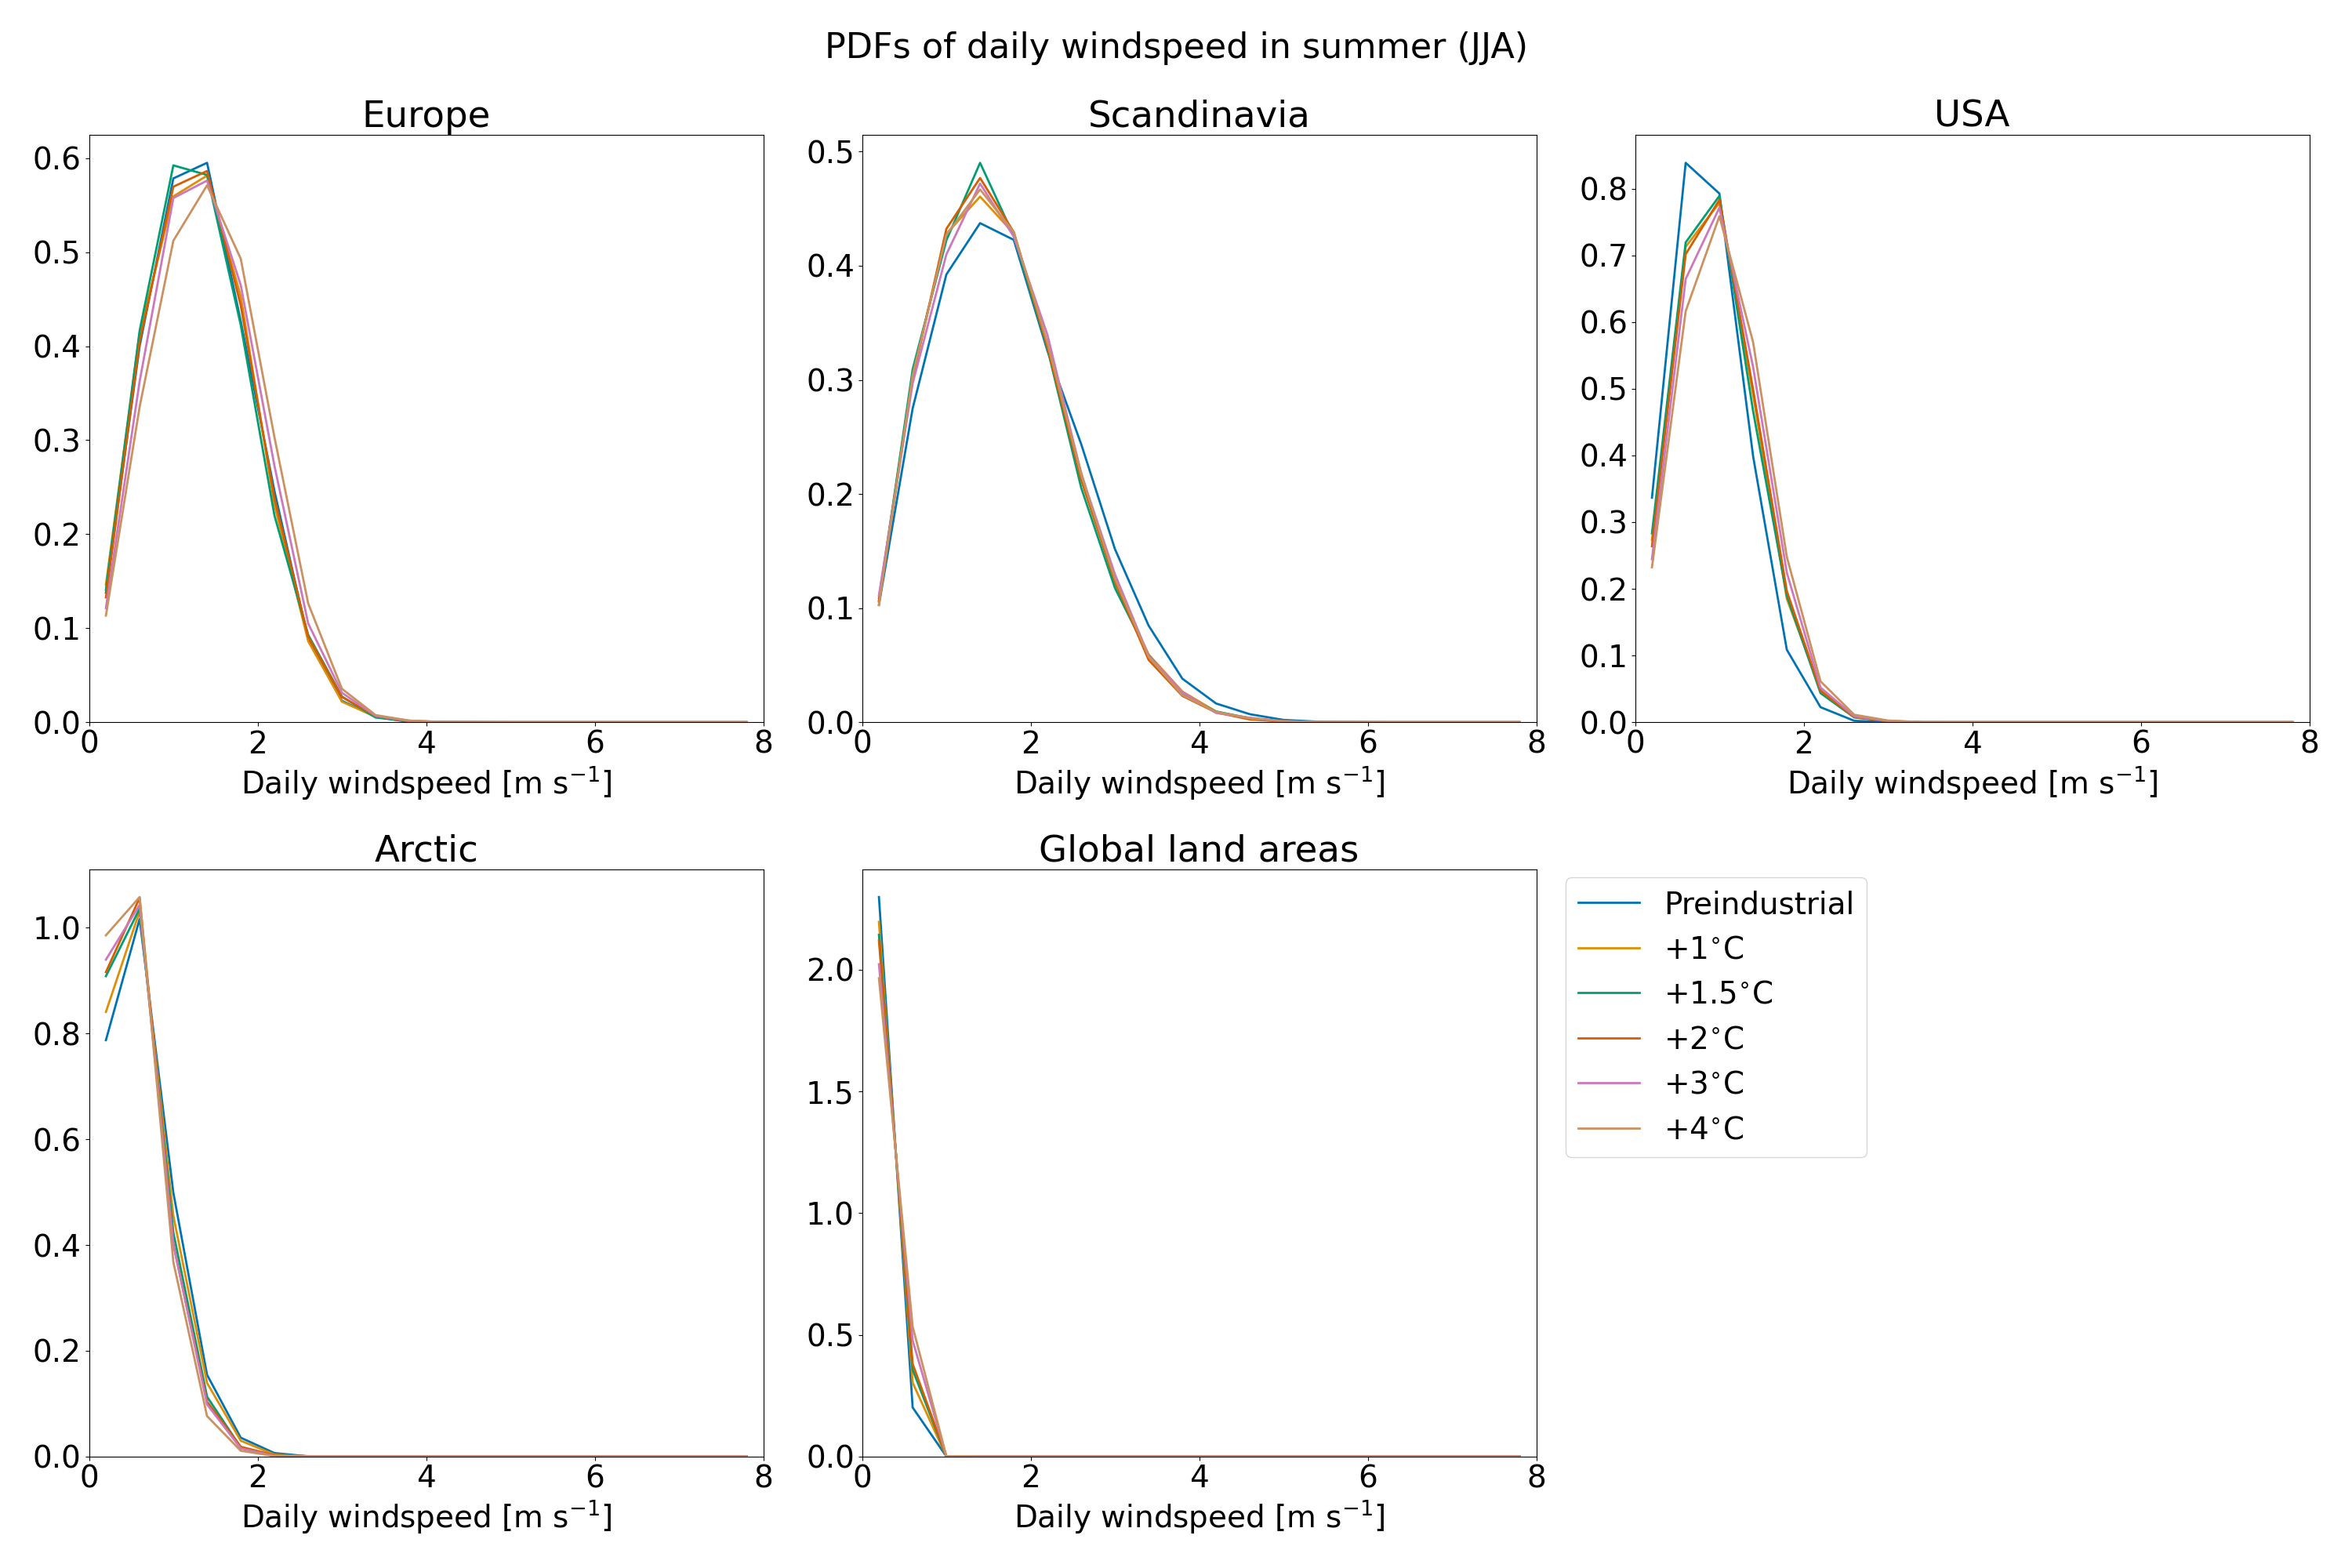 PDFs of daily windspeed in summer (JJA)
Europe
0.6
0.5
0.4
0.3
0.2
0.1
0.0
0 2 4 6 8
Daily windspeed [m s⁻¹]
Scandinavia
0.5
0.4
0.3
0.2
0.1
0.0
0 2 4 6 8
Daily windspeed [m s⁻¹]
USA
0.8
0.7
0.6
0.5
0.4
0.3
0.2
0.1
0.0
0 2 4 6 8
Daily windspeed [m s⁻¹]
Arctic
1.0
0.8
0.6
0.4
0.2
0.0
0 2 4 6 8
Daily windspeed [m s⁻¹]
Global land areas
2.0
1.5
1.0
0.5
0.0
0 2 4 6 8
Daily windspeed [m s⁻¹]
Preindustrial
+1°C
+1.5°C
+2°C
+3°C
+4°C